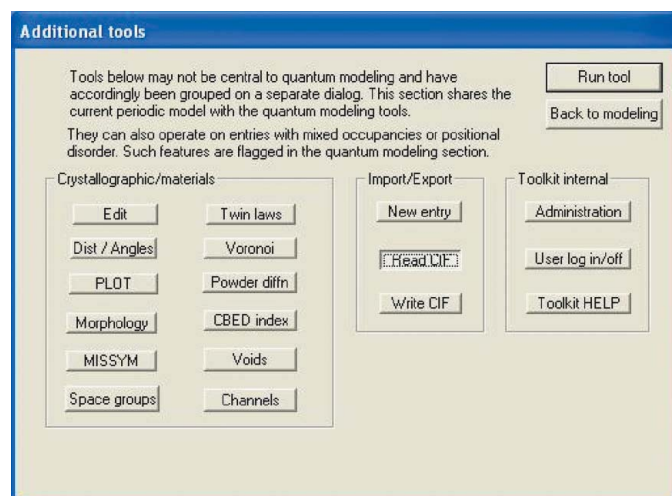 Additional tools
Tools below may not be central to quantum modeling and have
accordingly been grouped on a separate dialog. This section shares the
current periodic model with the quantum modeling tools.
They can also operate on entries with mixed occupancies or positional
disorder. Such features are flagged in the quantum modeling section.
Run tool
Back to modeling
Crystallographic/materials
Edit
Twin laws
Dist / Angles
Voronoi
PLOT
Powder diffn
Morphology
CBED index
MISSYM
Voids
Space groups
Channels
Import/Export
New entry
Read CIF
Write CIF
Toolkit internal
Administration
User log in/off
Toolkit HELP